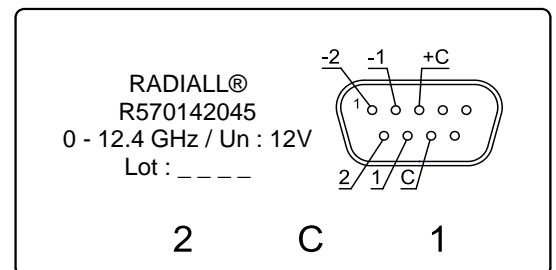 -2 -1 +C
RADIALL®
1
R570142045
0 - 12.4 GHz / Un : 12V
Lot : _ _ _ _
2 1 C
2 C 1